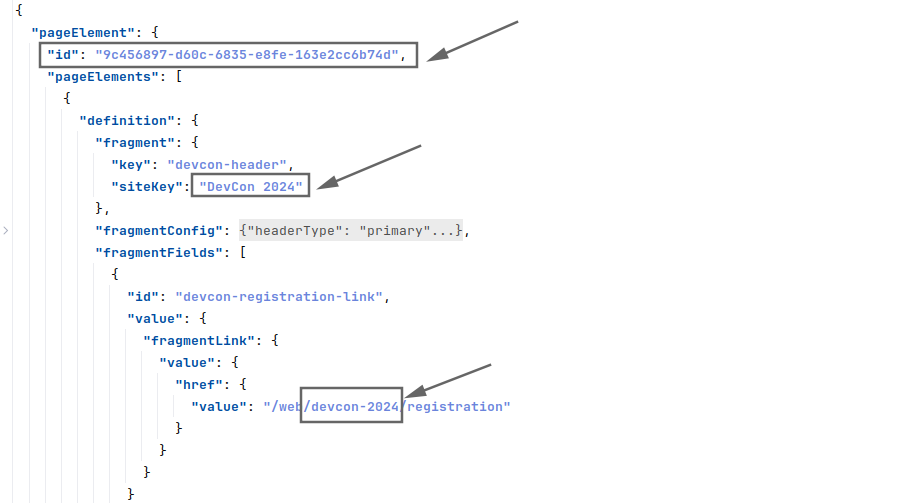 {
"pageElement": {
"id": "9c456897-d60c-6835-e8fe-163e2cc6b74d",
"pageElements": [
{
"definition": {
"fragment": {
"key": "devcon-header",
"siteKey": "DevCon 2024"
},
"fragmentConfig": {"headerType": "primary"...},
"fragmentFields": [
{
"id": "devcon-registration-link",
"value": {
"fragmentLink": {
"value": {
"href": {
"value": "/web/devcon-2024/registration"
}
}
}
}